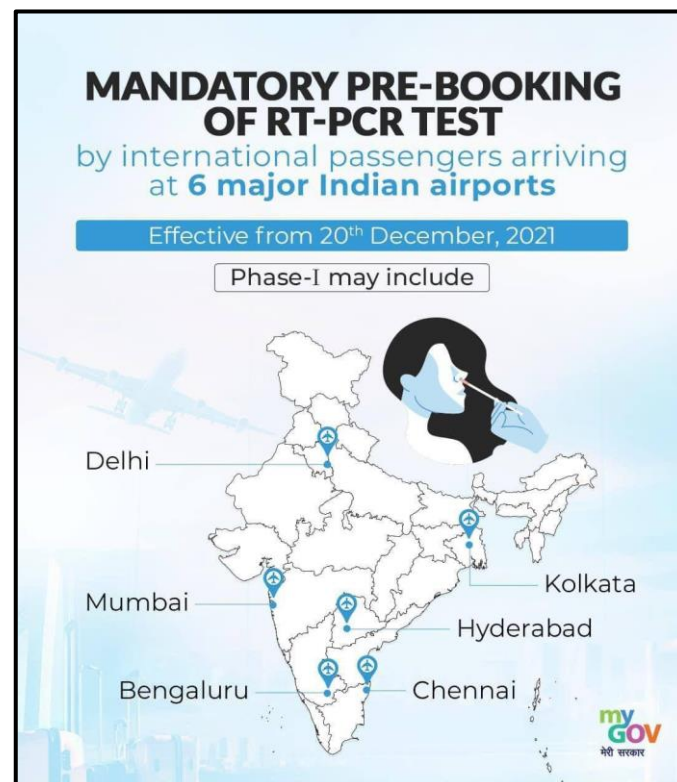 MANDATORY PRE-BOOKING
OF RT-PCR TEST
by international passengers arriving
at 6 major Indian airports
Effective from 20th December, 2021
Phase-I may include
Delhi
Kolkata
Mumbai
Hyderabad
Bengaluru
Chennai
my
GOV
मेरी सरकार